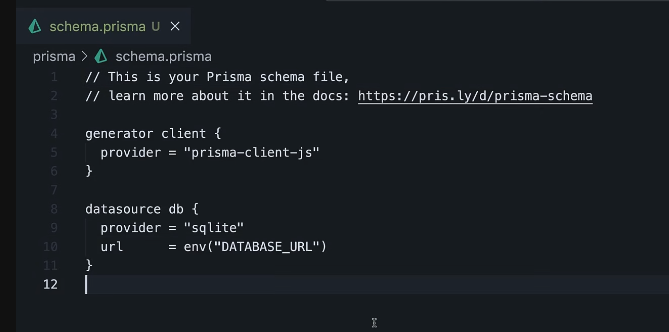 schema.prisma U ×
prisma > schema.prisma
1 // This is your Prisma schema file,
2 // learn more about it in the docs: https://pris.ly/d/prisma-schema
3
4 generator client {
5   provider = "prisma-client-js"
6 }
7
8 datasource db {
9   provider = "sqlite"
10   url      = env("DATABASE_URL")
11 }
12